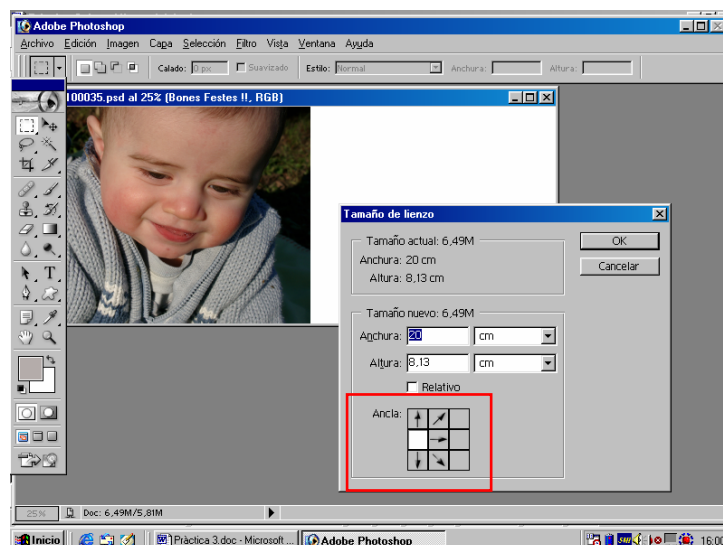 Adobe Photoshop
Archivo Edición Imagen Capa Selección Filtro Vista Ventana Ayuda
Calado: 0 px Suavizado Estilo: Normal Anchura: Altura:
100035.psd al 25% (Bones Festes !!, RGB)
Tamaño de lienzo
Tamaño actual: 6,49M
OK
Anchura: 20 cm
Cancelar
Altura: 8,13 cm
Tamaño nuevo: 6,49M
Anchura: 20 cm
Altura: 8,13 cm
Relativo
Ancla:
25% Doc: 6,49M/5,81M
Inicio Pràctica 3.doc - Microsoft ... Adobe Photoshop 16:00